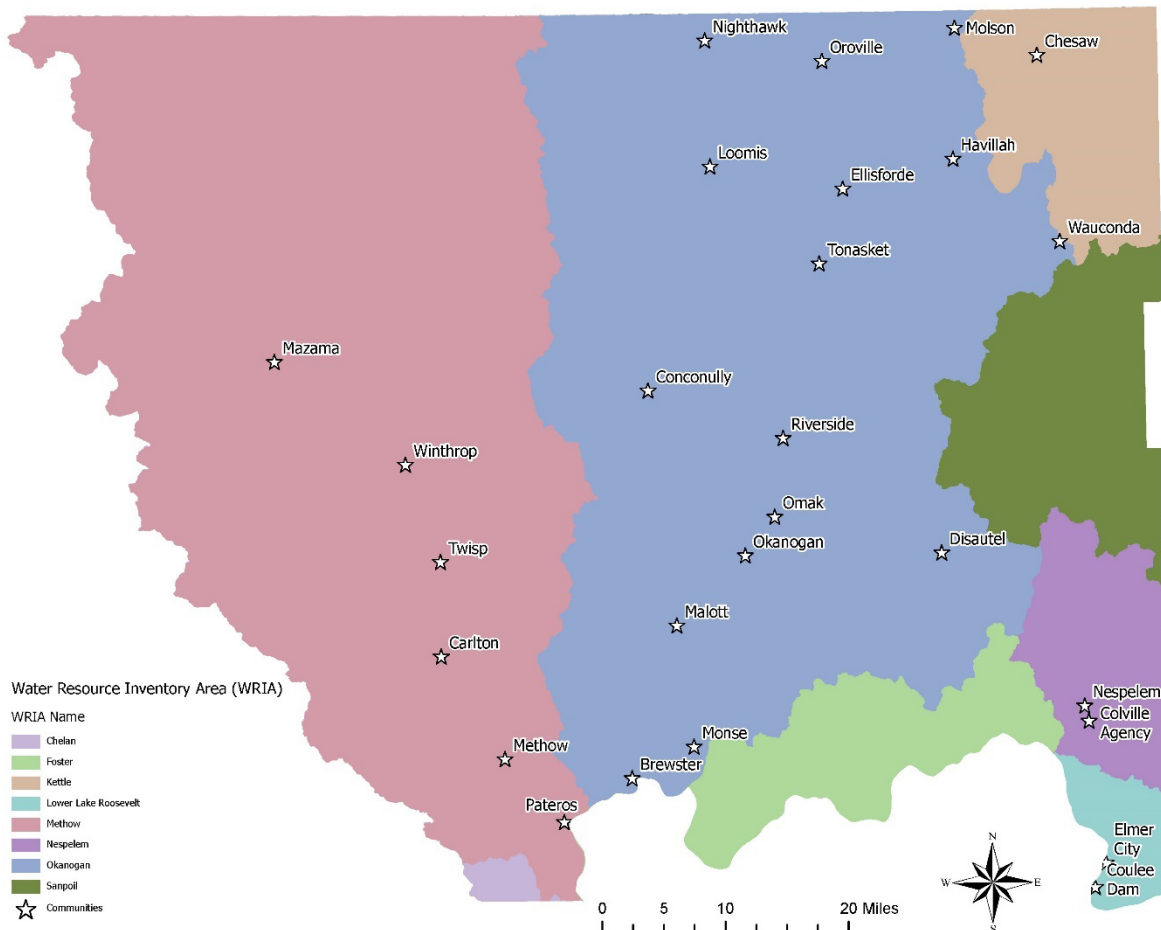 Nighthawk
Molson
Oroville
Chesaw
Loomis
Havillah
Ellisforde
Wauconda
Tonasket
Mazama
Conconully
Riverside
Winthrop
Omak
Okanogan
Disautel
Twisp
Malott
Carlton
Water Resource Inventory Area (WRIA)
WRIA Name
Chelan
Foster
Kettle
Lower Lake Roosevelt
Methow
Nespelem
Okanogan
Sanpoil
Communities
Nespelem
Colville
Agency
Monse
Methow
Brewster
Pateros
Elmer
City
Coulee
Dam
N
W
E
S
0 5 10 20 Miles